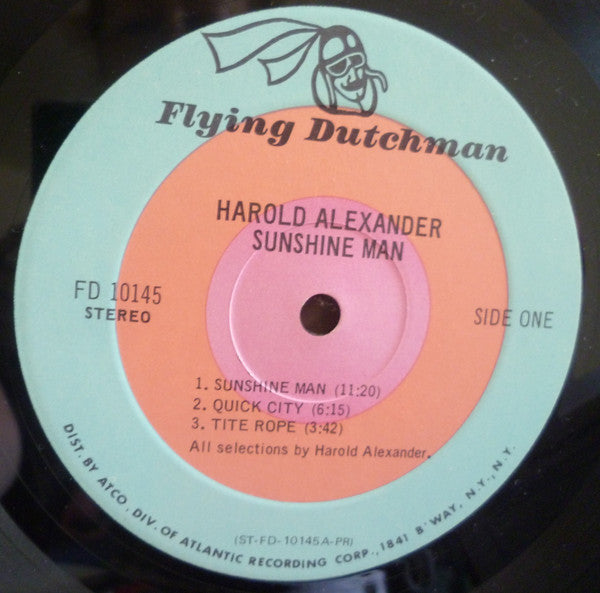 Flying Dutchman
HAROLD ALEXANDER
SUNSHINE MAN
FD 10145
STEREO
SIDE ONE
1. SUNSHINE MAN (11:20)
2. QUICK CITY (6:15)
3. TITE ROPE (3:42)
All selections by Harold Alexander.
(ST-FD-10145A-PR)
DIST. BY ATCO, DIV. OF ATLANTIC RECORDING CORP., 1841 B'WAY, N.Y., N.Y.